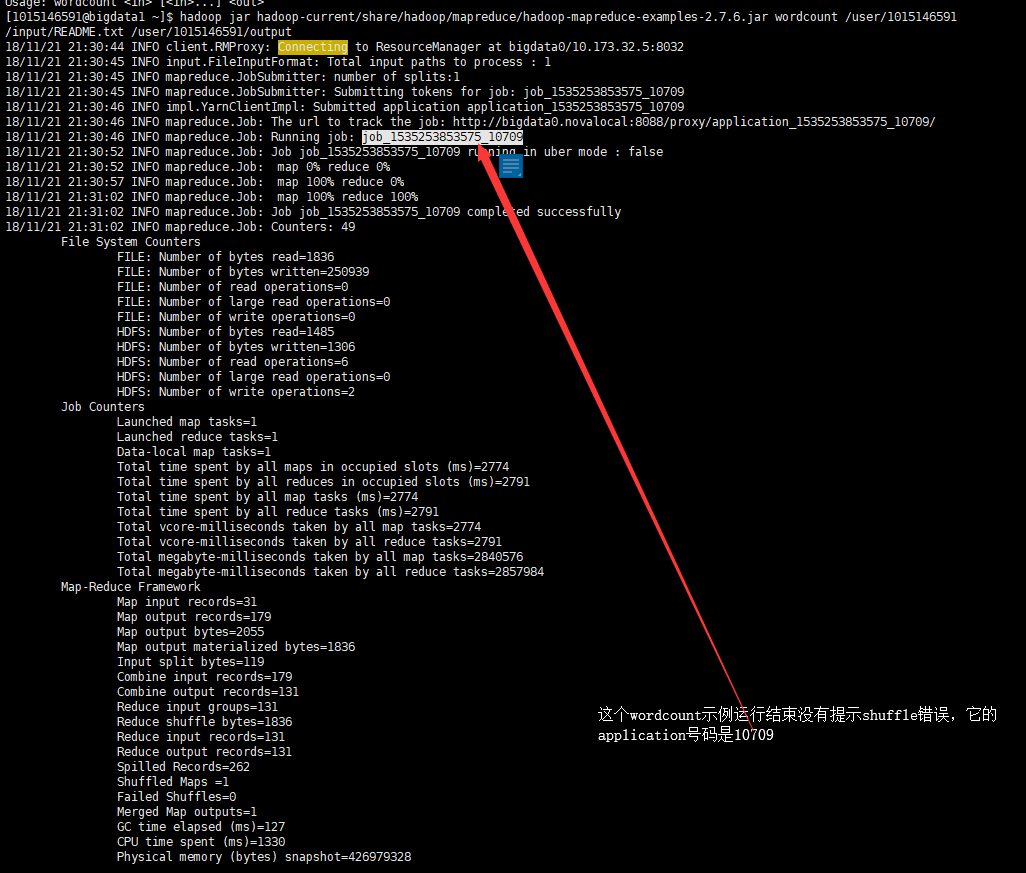 Usage: wordcount <in> [<in>...] <out>
[1015146591@bigdata1 ~]$ hadoop jar hadoop-current/share/hadoop/mapreduce/hadoop-mapreduce-examples-2.7.6.jar wordcount /user/1015146591
/input/README.txt /user/1015146591/output
18/11/21 21:30:44 INFO client.RMProxy: Connecting to ResourceManager at bigdata0/10.173.32.5:8032
18/11/21 21:30:45 INFO input.FileInputFormat: Total input paths to process : 1
18/11/21 21:30:45 INFO mapreduce.JobSubmitter: number of splits:1
18/11/21 21:30:45 INFO mapreduce.JobSubmitter: Submitting tokens for job: job_1535253853575_10709
18/11/21 21:30:46 INFO impl.YarnClientImpl: Submitted application application_1535253853575_10709
18/11/21 21:30:46 INFO mapreduce.Job: The url to track the job: http://bigdata0.novalocal:8088/proxy/application_1535253853575_10709/
18/11/21 21:30:46 INFO mapreduce.Job: Running job: job_1535253853575_10709
18/11/21 21:30:52 INFO mapreduce.Job: Job job_1535253853575_10709 running in uber mode : false
18/11/21 21:30:52 INFO mapreduce.Job:  map 0% reduce 0%
18/11/21 21:30:57 INFO mapreduce.Job:  map 100% reduce 0%
18/11/21 21:31:02 INFO mapreduce.Job:  map 100% reduce 100%
18/11/21 21:31:02 INFO mapreduce.Job: Job job_1535253853575_10709 completed successfully
18/11/21 21:31:02 INFO mapreduce.Job: Counters: 49
File System Counters
FILE: Number of bytes read=1836
FILE: Number of bytes written=250939
FILE: Number of read operations=0
FILE: Number of large read operations=0
FILE: Number of write operations=0
HDFS: Number of bytes read=1485
HDFS: Number of bytes written=1306
HDFS: Number of read operations=6
HDFS: Number of large read operations=0
HDFS: Number of write operations=2
Job Counters
Launched map tasks=1
Launched reduce tasks=1
Data-local map tasks=1
Total time spent by all maps in occupied slots (ms)=2774
Total time spent by all reduces in occupied slots (ms)=2791
Total time spent by all map tasks (ms)=2774
Total time spent by all reduce tasks (ms)=2791
Total vcore-milliseconds taken by all map tasks=2774
Total vcore-milliseconds taken by all reduce tasks=2791
Total megabyte-milliseconds taken by all map tasks=2840576
Total megabyte-milliseconds taken by all reduce tasks=2857984
Map-Reduce Framework
Map input records=31
Map output records=179
Map output bytes=2055
Map output materialized bytes=1836
Input split bytes=119
Combine input records=179
Combine output records=131
Reduce input groups=131
Reduce shuffle bytes=1836
Reduce input records=131
Reduce output records=131
Spilled Records=262
Shuffled Maps =1
Failed Shuffles=0
Merged Map outputs=1
GC time elapsed (ms)=127
CPU time spent (ms)=1330
Physical memory (bytes) snapshot=426979328
这个wordcount示例运行结束没有提示shuffle错误，它的
application号码是10709